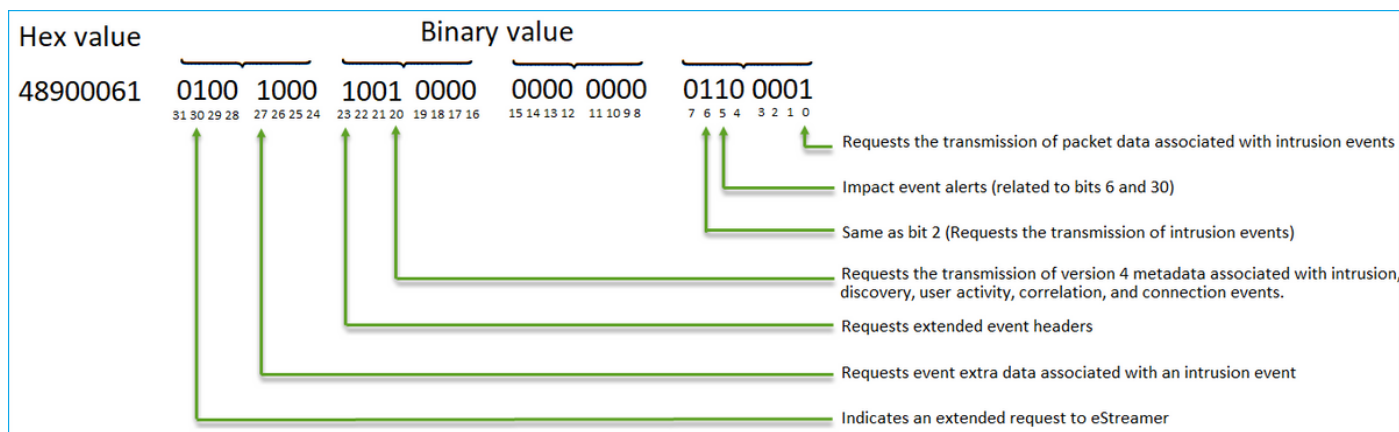 Hex value
Binary value
48900061 0100 1000 1001 0000 0000 0000 0110 0001
31 30 29 28 27 26 25 24 23 22 21 20 19 18 17 16 15 14 13 12 11 10 9 8 7 6 5 4 3 2 1 0
Requests the transmission of packet data associated with intrusion events
Impact event alerts (related to bits 6 and 30)
Same as bit 2 (Requests the transmission of intrusion events)
Requests the transmission of version 4 metadata associated with intrusion,
discovery, user activity, correlation, and connection events.
Requests extended event headers
Requests event extra data associated with an intrusion event
Indicates an extended request to eStreamer